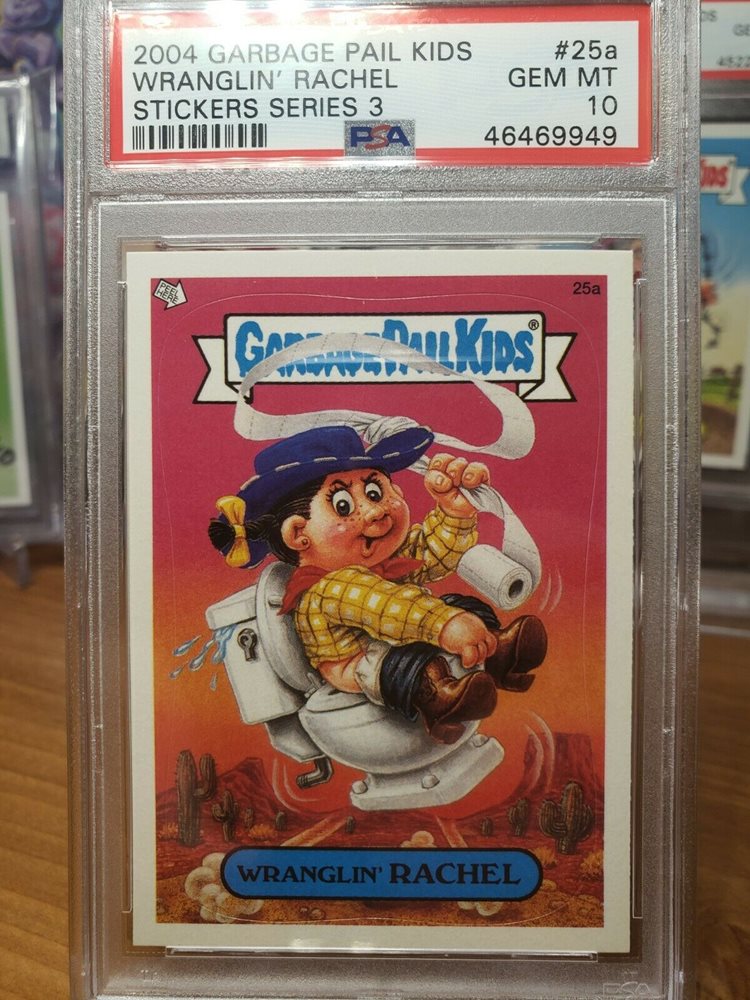 2004 GARBAGE PAIL KIDS #25a
WRANGLIN' RACHEL GEM MT
STICKERS SERIES 3 10
PSA 46469949
PEEL HERE
25a
GARBAGE PAIL KIDS®
WRANGLIN' RACHEL